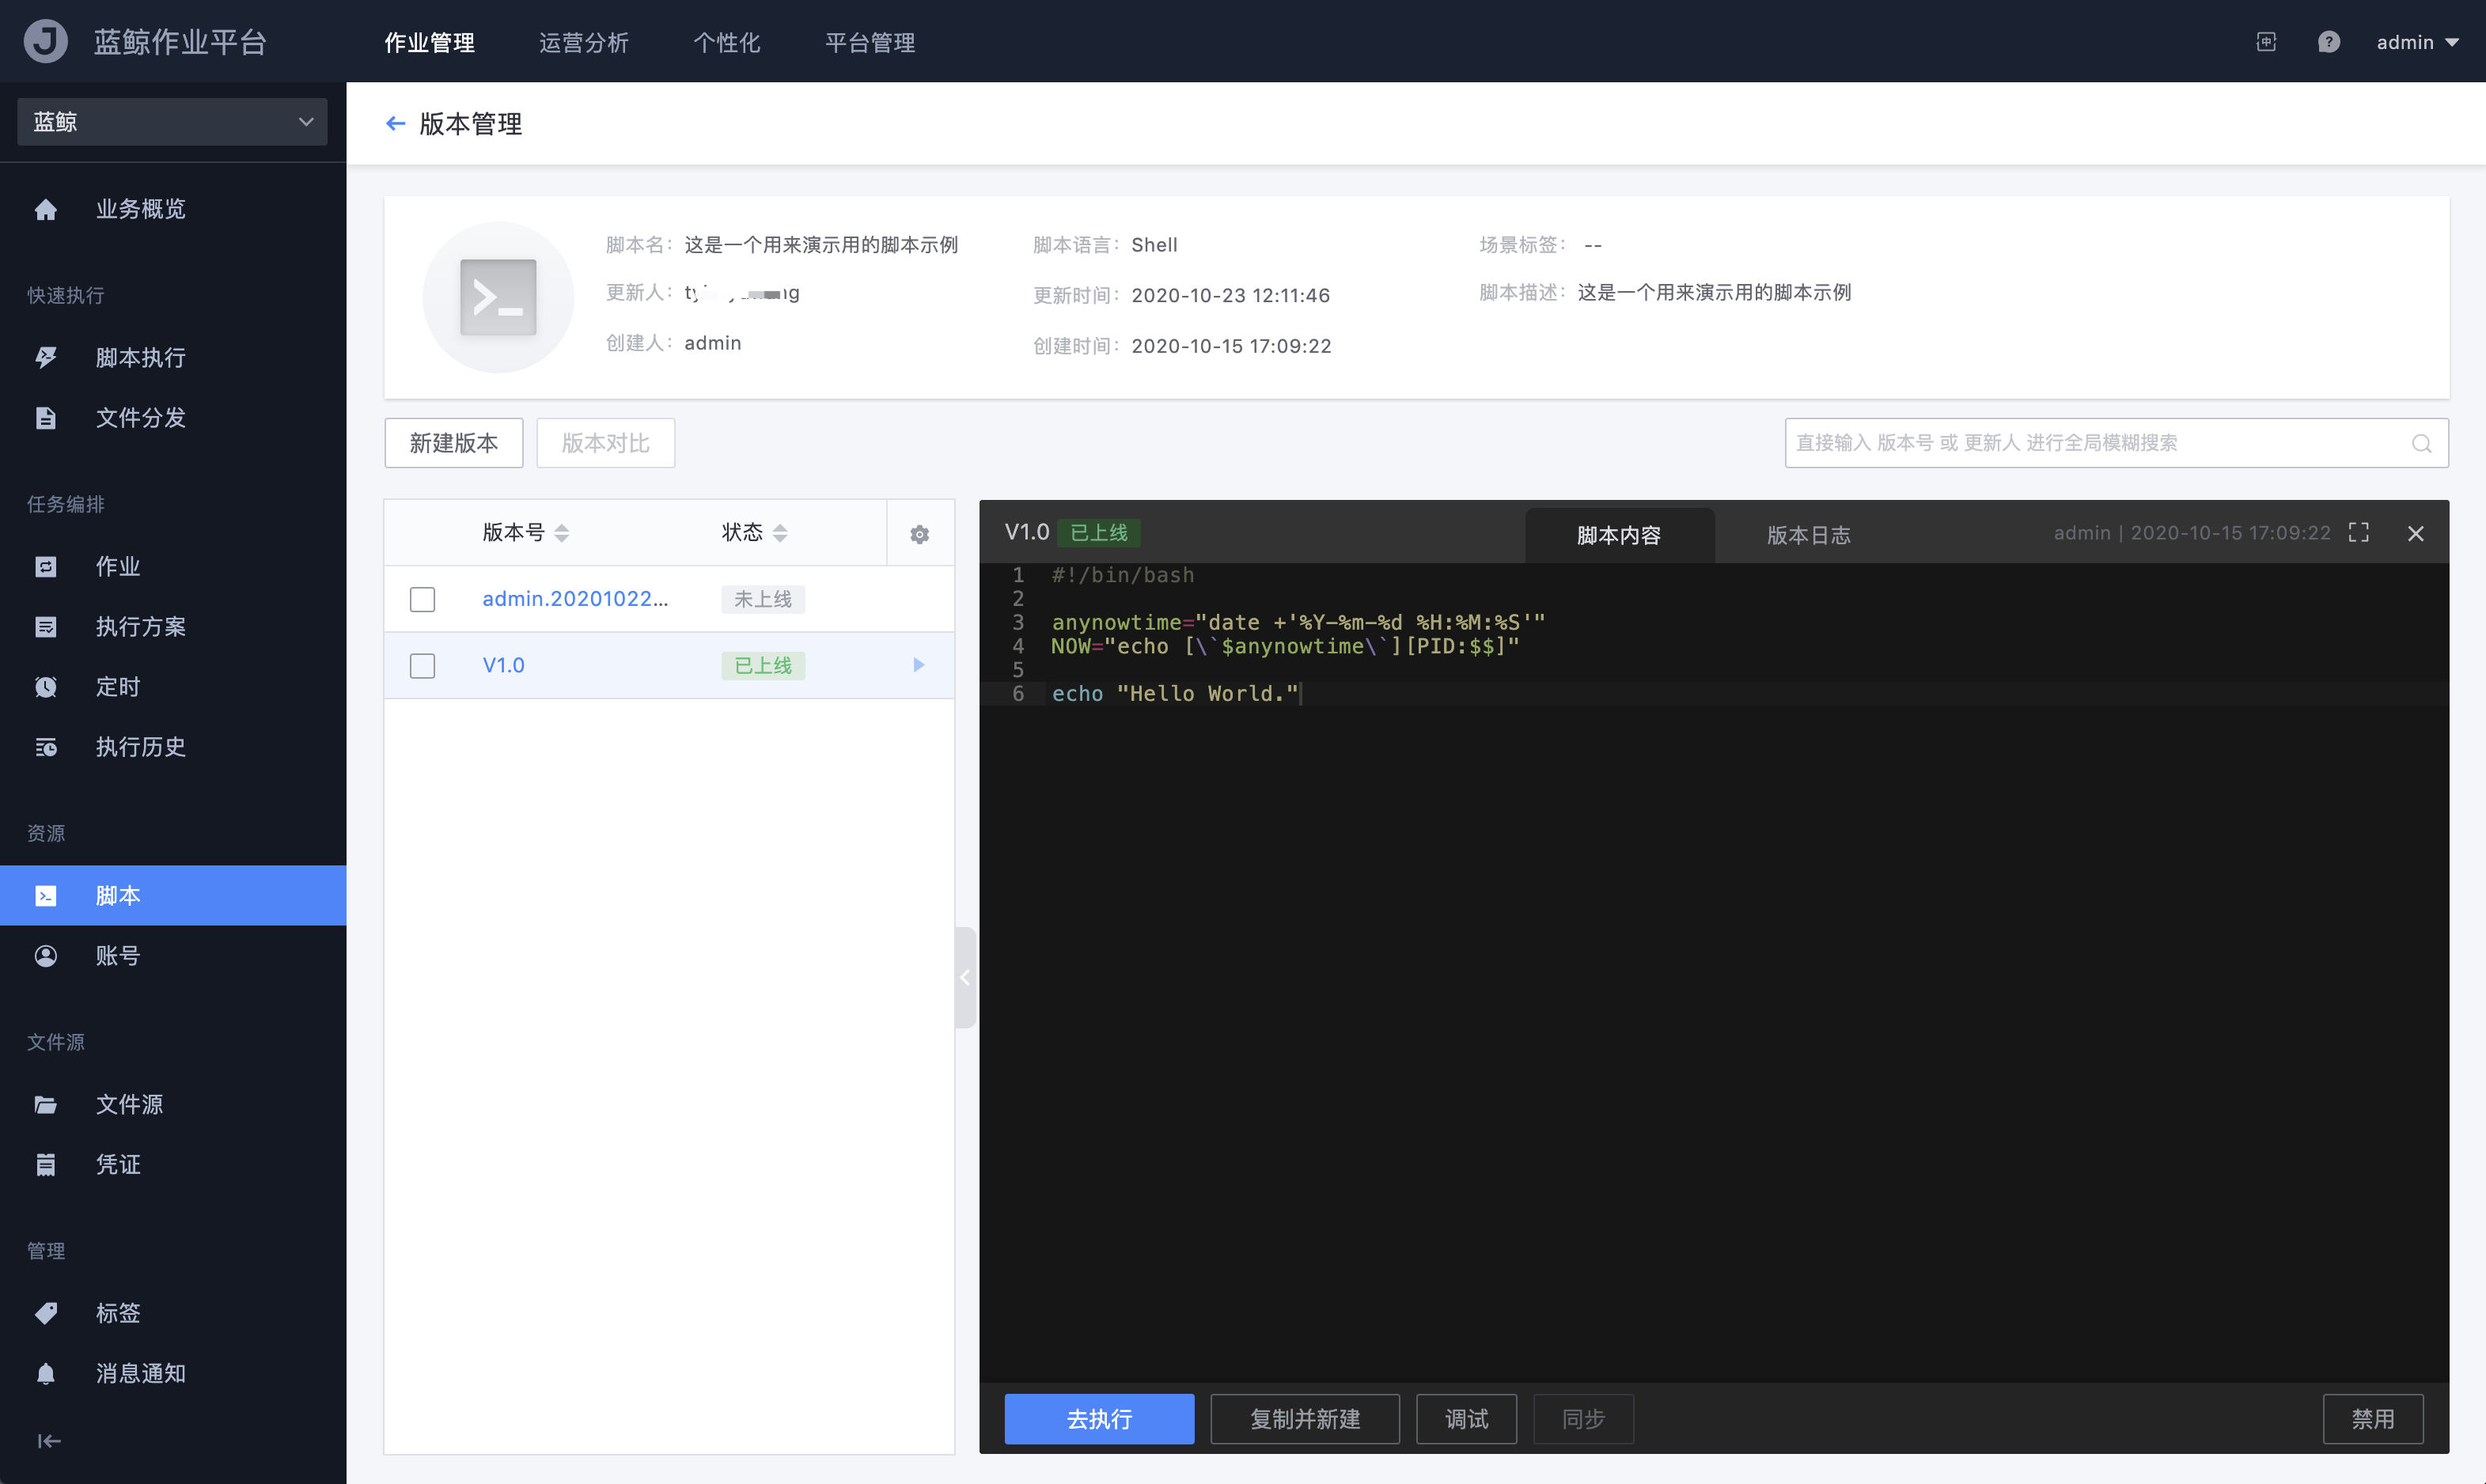 蓝鲸作业平台
作业管理 运营分析 个性化 平台管理
admin
蓝鲸
业务概览
快速执行
脚本执行
文件分发
任务编排
作业
执行方案
定时
执行历史
资源
脚本
账号
文件源
文件源
凭证
管理
标签
消息通知
版本管理
脚本名: 这是一个用来演示用的脚本示例
更新人:
创建人: admin
脚本语言: Shell
更新时间: 2020-10-23 12:11:46
创建时间: 2020-10-15 17:09:22
场景标签: --
脚本描述: 这是一个用来演示用的脚本示例
新建版本 版本对比
直接输入 版本号 或 更新人 进行全局模糊搜索
版本号 状态
admin.20201022... 未上线
V1.0 已上线
V1.0 已上线 脚本内容 版本日志 admin | 2020-10-15 17:09:22
1 #!/bin/bash
2
3 anynowtime="date +'%Y-%m-%d %H:%M:%S'"
4 NOW="echo [\`$anynowtime\`][PID:$$]"
5
6 echo "Hello World."
去执行 复制并新建 调试 同步 禁用